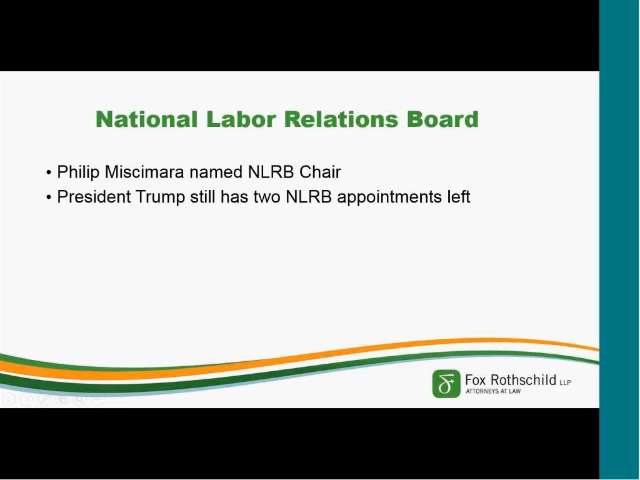 National Labor Relations Board
• Philip Miscimara named NLRB Chair
• President Trump still has two NLRB appointments left
Fox Rothschild LLP
ATTORNEYS AT LAW